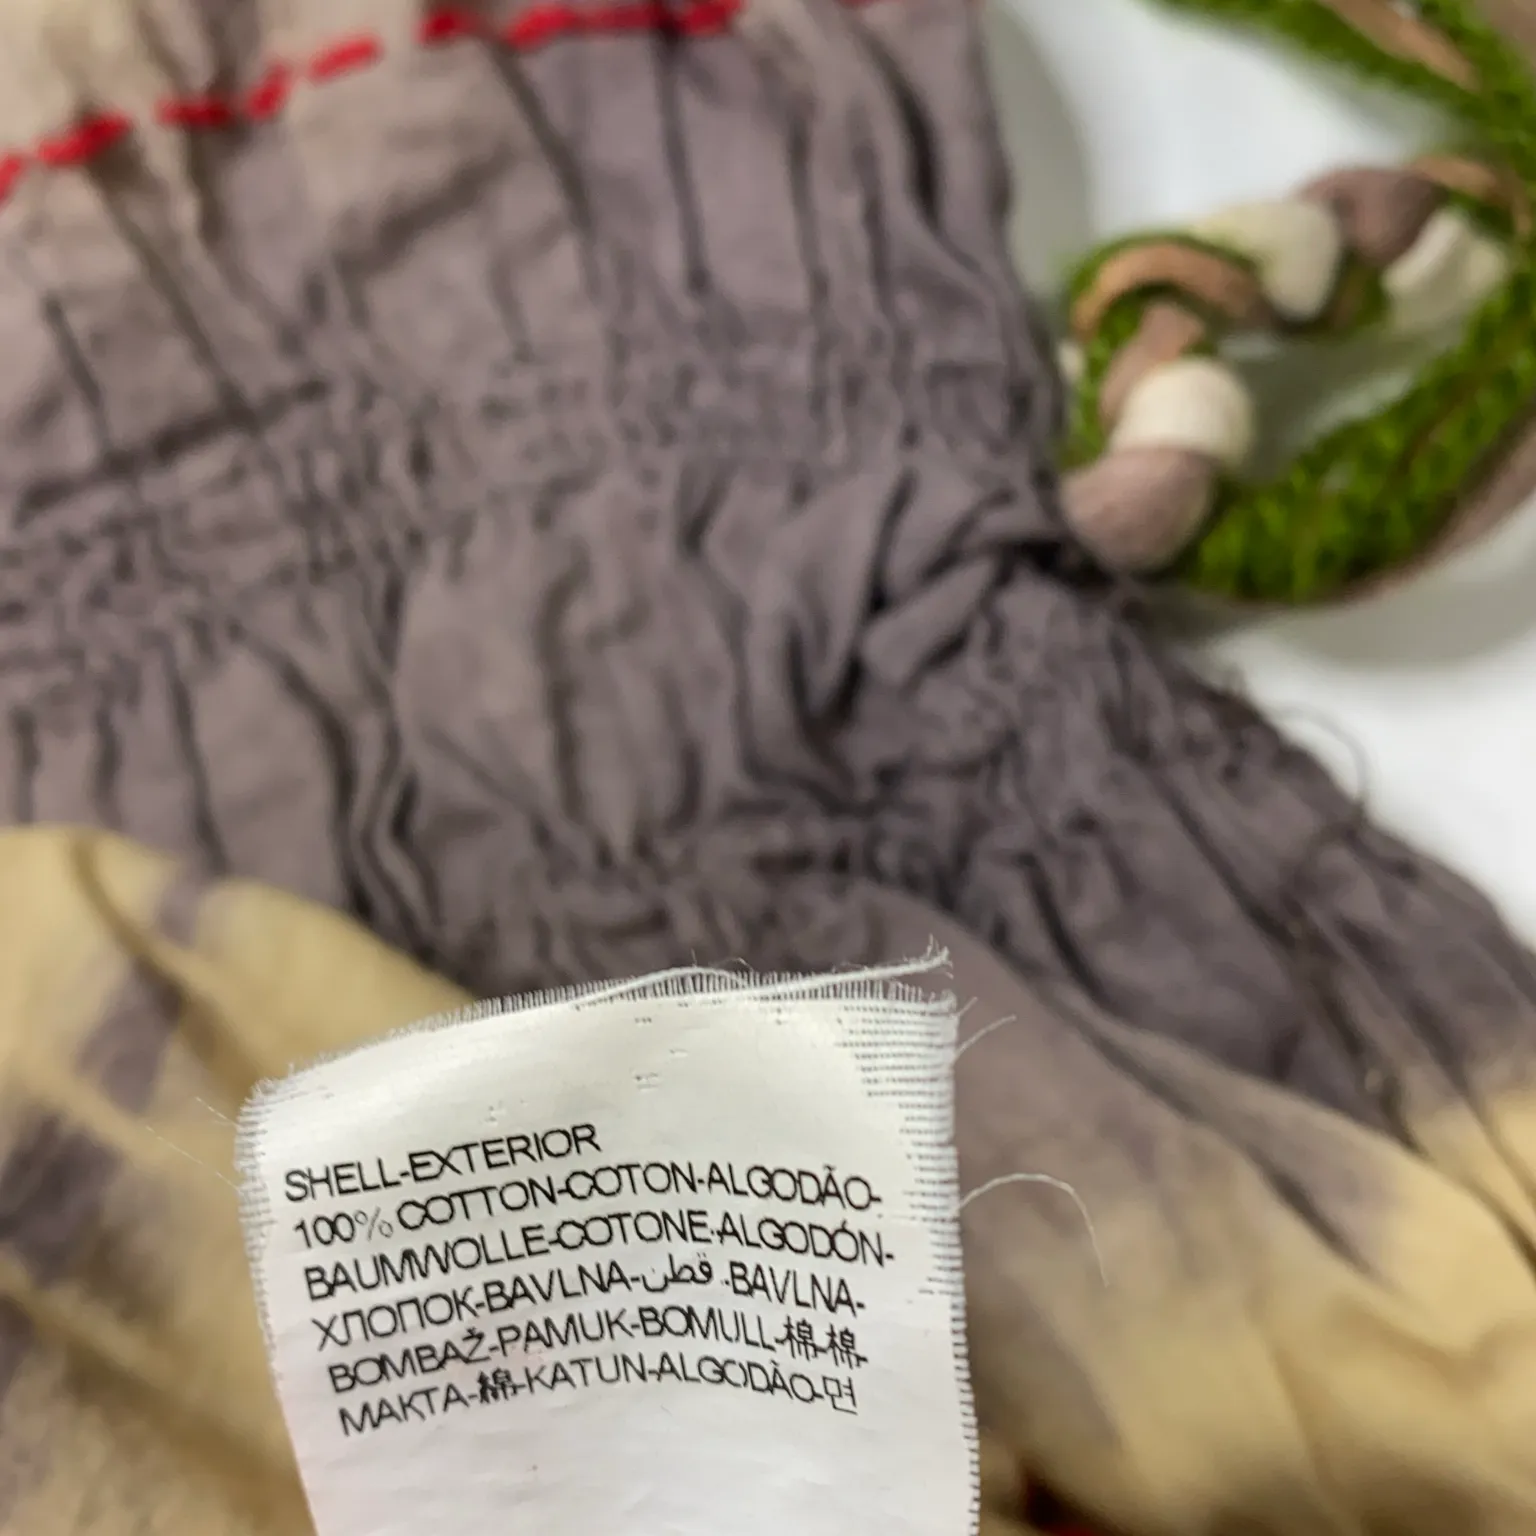 SHELL-EXTERIOR
100% COTTON-COTON-ALGODÃO-
BAUMWOLLE-COTONE-ALGODÓN-
ХЛОПОК-BAVLNA-قطن-BAVLNA-
BOMBAŽ-PAMUK-BOMULL-棉-棉-
MAKTA-綿-KATUN-ALGODÃO-면